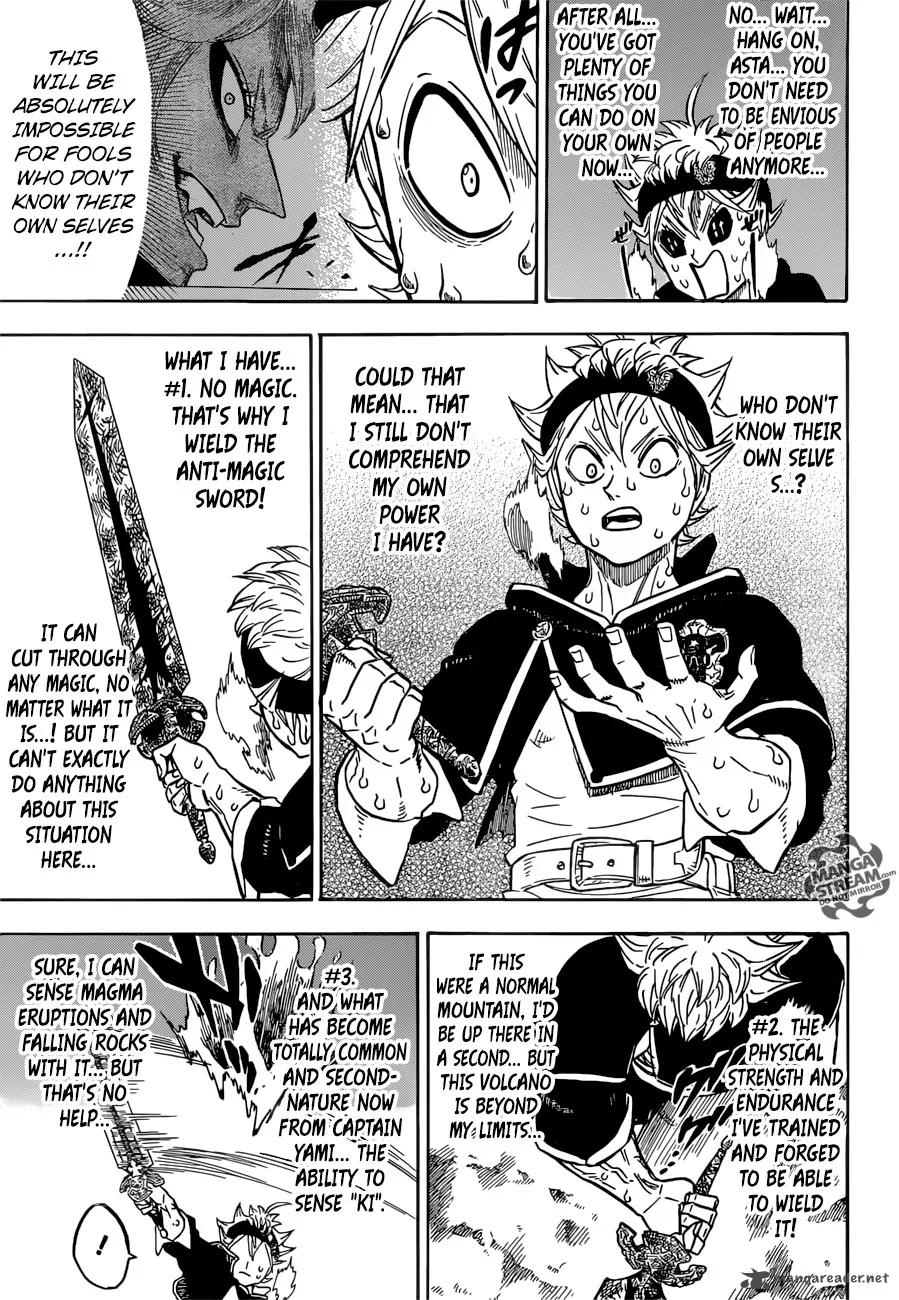 NO... WAIT...
HANG ON,
ASTA... YOU
DON'T NEED
TO BE ENVIOUS
OF PEOPLE
ANYMORE...
AFTER ALL...
YOU'VE GOT
PLENTY OF
THINGS YOU
CAN DO ON
YOUR OWN
NOW...
はっ
THIS
WILL BE
ABSOLUTELY
IMPOSSIBLE
FOR FOOLS
WHO DON'T
KNOW THEIR
OWN SELVES
...!!
WHO DON'T
KNOW THEIR
OWN SELVE
S...?
COULD THAT
MEAN... THAT
I STILL DON'T
COMPREHEND
MY OWN
POWER
I HAVE?
WHAT I HAVE...
#1. NO MAGIC.
THAT'S WHY I
WIELD THE
ANTI-MAGIC
SWORD!
IT CAN
CUT THROUGH
ANY MAGIC, NO
MATTER WHAT IT
IS...! BUT IT
CAN'T EXACTLY
DO ANYTHING
ABOUT THIS
SITUATION
HERE...
MANGA
STREAM.com
DO NOT MIRROR
#2. THE
PHYSICAL
STRENGTH AND
ENDURANCE
I'VE TRAINED
AND FORGED
TO BE ABLE
TO WIELD IT!
IF THIS
WERE A NORMAL
MOUNTAIN, I'D
BE UP THERE IN
A SECOND... BUT
THIS VOLCANO
IS BEYOND
MY LIMITS...
#3.
AND WHAT
HAS BECOME
TOTALLY COMMON
AND SECOND-
NATURE NOW
FROM CAPTAIN
YAMI... THE
ABILITY TO
SENSE "KI".
SURE, I CAN
SENSE MAGMA
ERUPTIONS AND
FALLING ROCKS
WITH IT... BUT
THAT'S NO
HELP...
!
mangareader.net